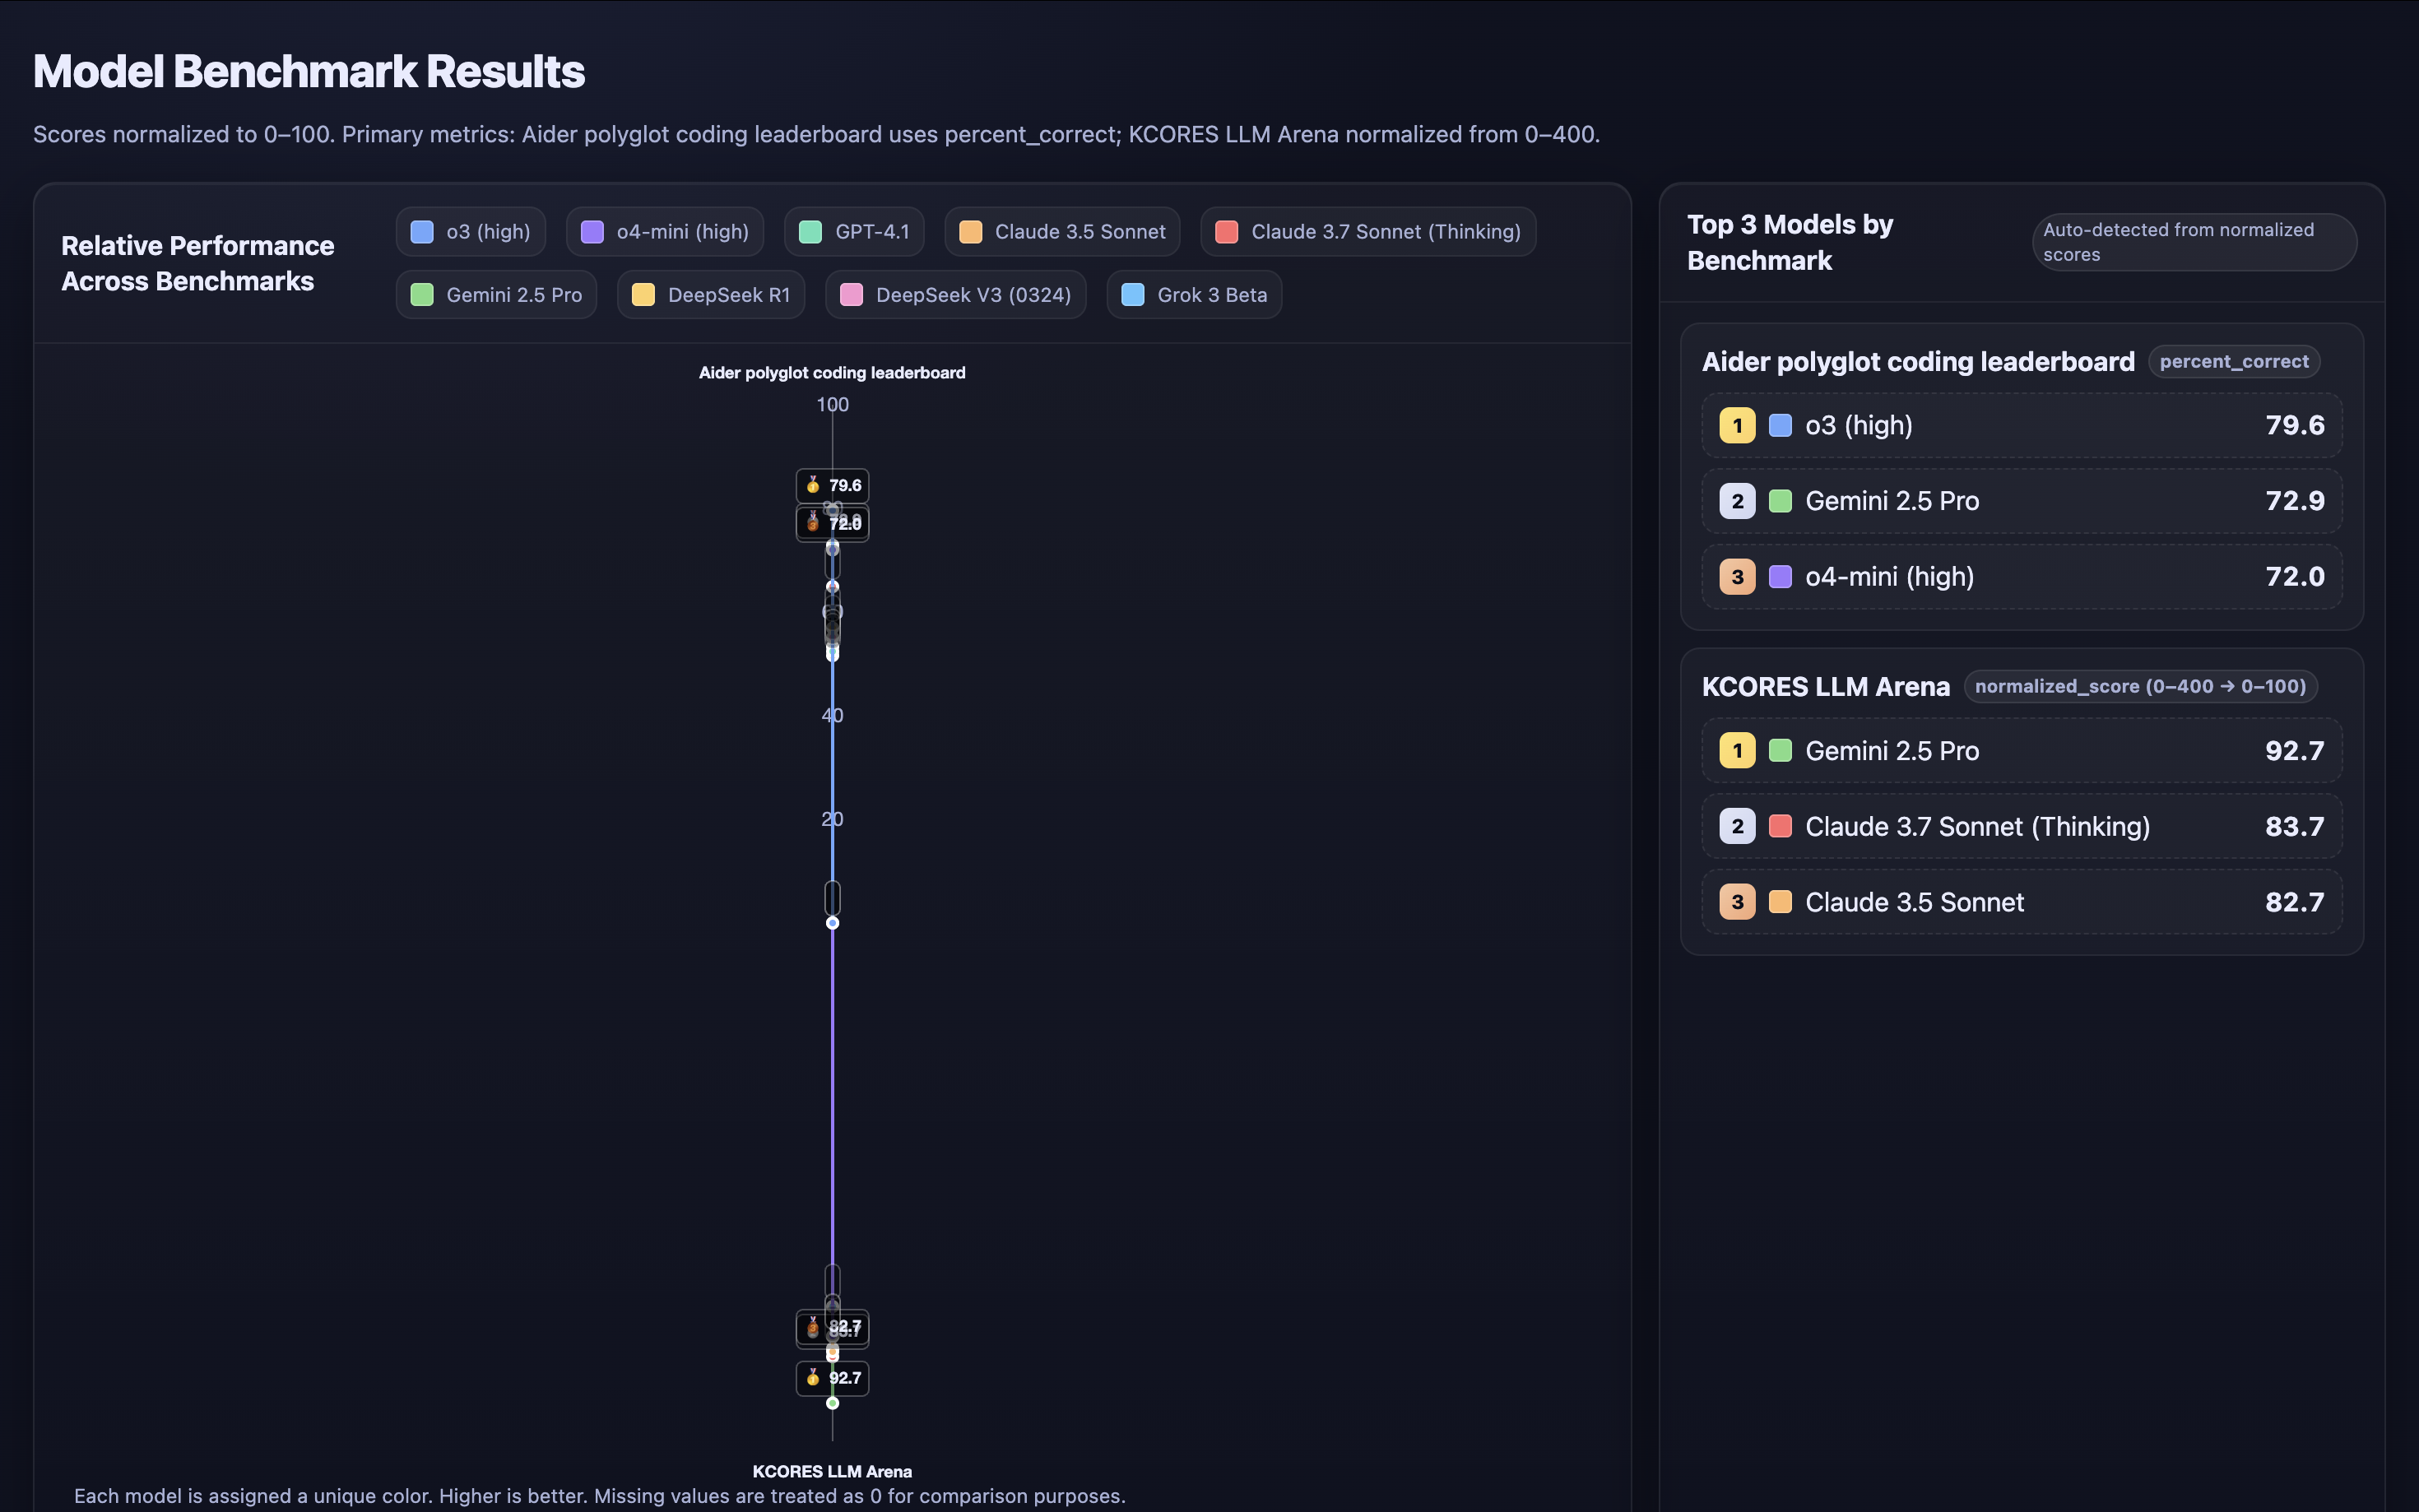 Model Benchmark Results
Scores normalized to 0–100. Primary metrics: Aider polyglot coding leaderboard uses percent_correct; KCORES LLM Arena normalized from 0–400.
Relative Performance
Across Benchmarks
o3 (high)
o4-mini (high)
GPT-4.1
Claude 3.5 Sonnet
Claude 3.7 Sonnet (Thinking)
Gemini 2.5 Pro
DeepSeek R1
DeepSeek V3 (0324)
Grok 3 Beta
Aider polyglot coding leaderboard
100
79.6
72.0
40
20
82.7
92.7
KCORES LLM Arena
Each model is assigned a unique color. Higher is better. Missing values are treated as 0 for comparison purposes.
Top 3 Models by
Benchmark
Auto-detected from normalized
scores
Aider polyglot coding leaderboard percent_correct
1 o3 (high) 79.6
2 Gemini 2.5 Pro 72.9
3 o4-mini (high) 72.0
KCORES LLM Arena normalized_score (0–400 → 0–100)
1 Gemini 2.5 Pro 92.7
2 Claude 3.7 Sonnet (Thinking) 83.7
3 Claude 3.5 Sonnet 82.7